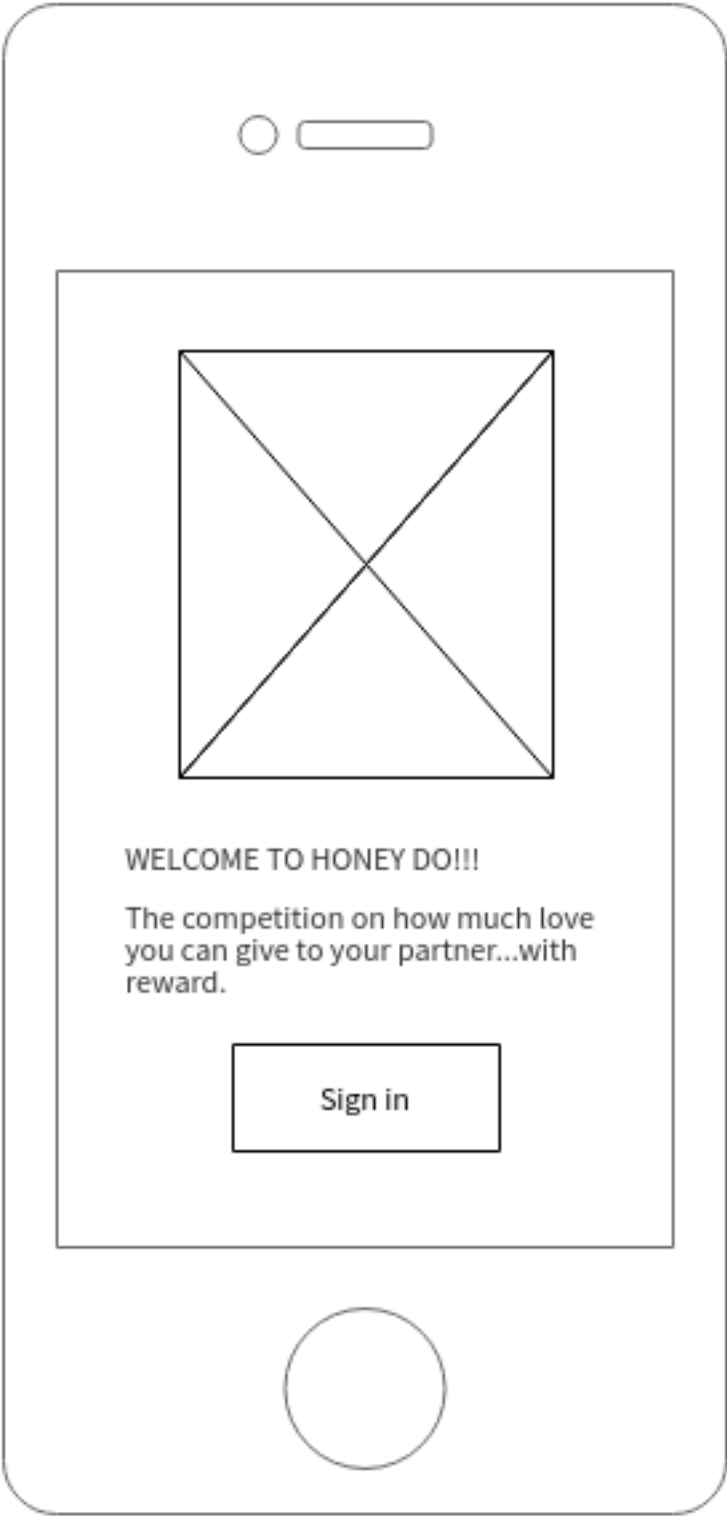 WELCOME TO HONEY DO!!!
The competition on how much love
you can give to your partner...with
reward.
Sign in